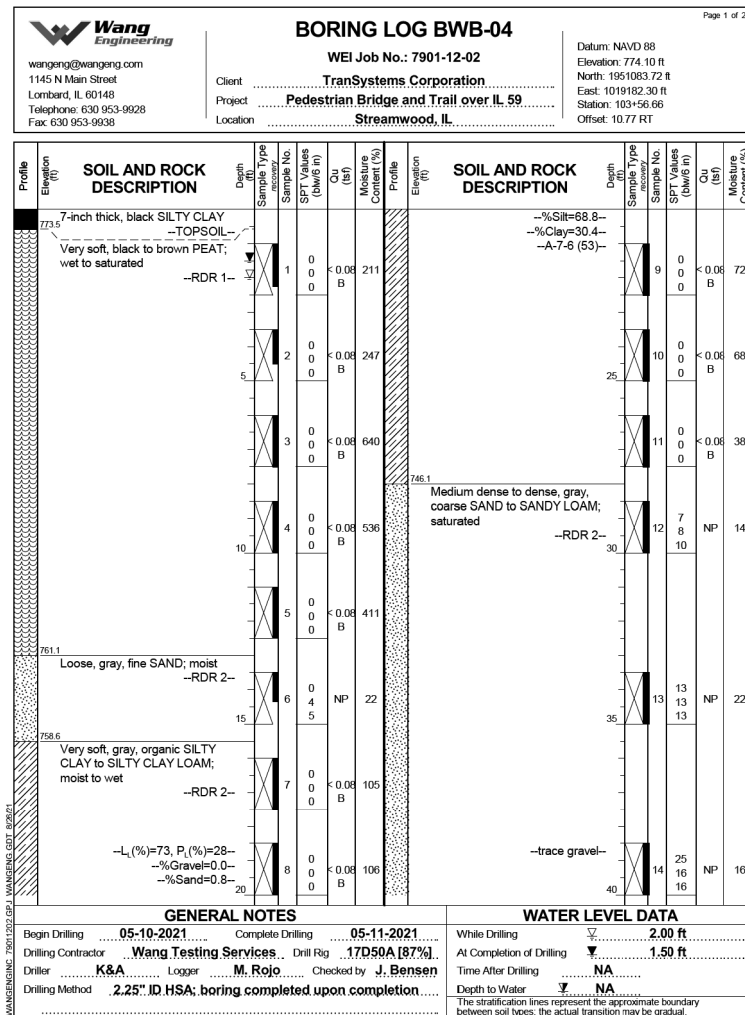 Page 1 of 2
Wang
Engineering
wangeng@wangeng.com
1145 N Main Street
Lombard, IL 60148
Telephone: 630 953-9928
Fax: 630 953-9938
BORING LOG BWB-04
WEI Job No.: 7901-12-02
Client TranSystems Corporation
Project Pedestrian Bridge and Trail over IL 59
Location Streamwood, IL
Datum: NAVD 88
Elevation: 774.10 ft
North: 1951083.72 ft
East: 1019182.30 ft
Station: 103+56.66
Offset: 10.77 RT
Profile
Elevation (ft)
SOIL AND ROCK DESCRIPTION
Depth (ft)
Sample Type
recovery
Sample No.
SPT Values (blw/6 in)
Qu (tsf)
Moisture Content (%)
7-inch thick, black SILTY CLAY
773.5
--TOPSOIL--
Very soft, black to brown PEAT;
wet to saturated
--RDR 1--
1 0 0 0 < 0.08 B 211
2 0 0 0 < 0.08 B 247
5
3 0 0 0 < 0.08 B 640
4 0 0 0 < 0.08 B 536
10
5 0 0 0 < 0.08 B 411
761.1
Loose, gray, fine SAND; moist
--RDR 2--
6 0 4 5 NP 22
15
758.6
Very soft, gray, organic SILTY
CLAY to SILTY CLAY LOAM;
moist to wet
--RDR 2--
7 0 0 0 < 0.08 B 105
--LL(%)=73, PL(%)=28--
--%Gravel=0.0--
--%Sand=0.8--
8 0 0 0 < 0.08 B 106
20
Profile
Elevation (ft)
SOIL AND ROCK DESCRIPTION
Depth (ft)
Sample Type
recovery
Sample No.
SPT Values (blw/6 in)
Qu (tsf)
Moisture Content (%)
--%Silt=68.8--
--%Clay=30.4--
--A-7-6 (53)--
9 0 0 0 < 0.08 B 72
10 0 0 0 < 0.08 B 68
25
11 0 0 0 < 0.08 B 38
746.1
Medium dense to dense, gray,
coarse SAND to SANDY LOAM;
saturated
--RDR 2--
12 7 8 10 NP 14
30
13 13 13 13 NP 22
35
--trace gravel--
14 25 16 16 NP 16
40
GENERAL NOTES
Begin Drilling 05-10-2021 Complete Drilling 05-11-2021
Drilling Contractor Wang Testing Services Drill Rig 17D50A [87%]
Driller K&A Logger M. Rojo Checked by J. Bensen
Drilling Method 2.25" ID HSA; boring completed upon completion
WATER LEVEL DATA
While Drilling 2.00 ft
At Completion of Drilling 1.50 ft
Time After Drilling NA
Depth to Water NA
The stratification lines represent the approximate boundary
between soil types; the actual transition may be gradual.
WANGENGINC 79011202.GPJ WANGENG.GDT 8/26/21